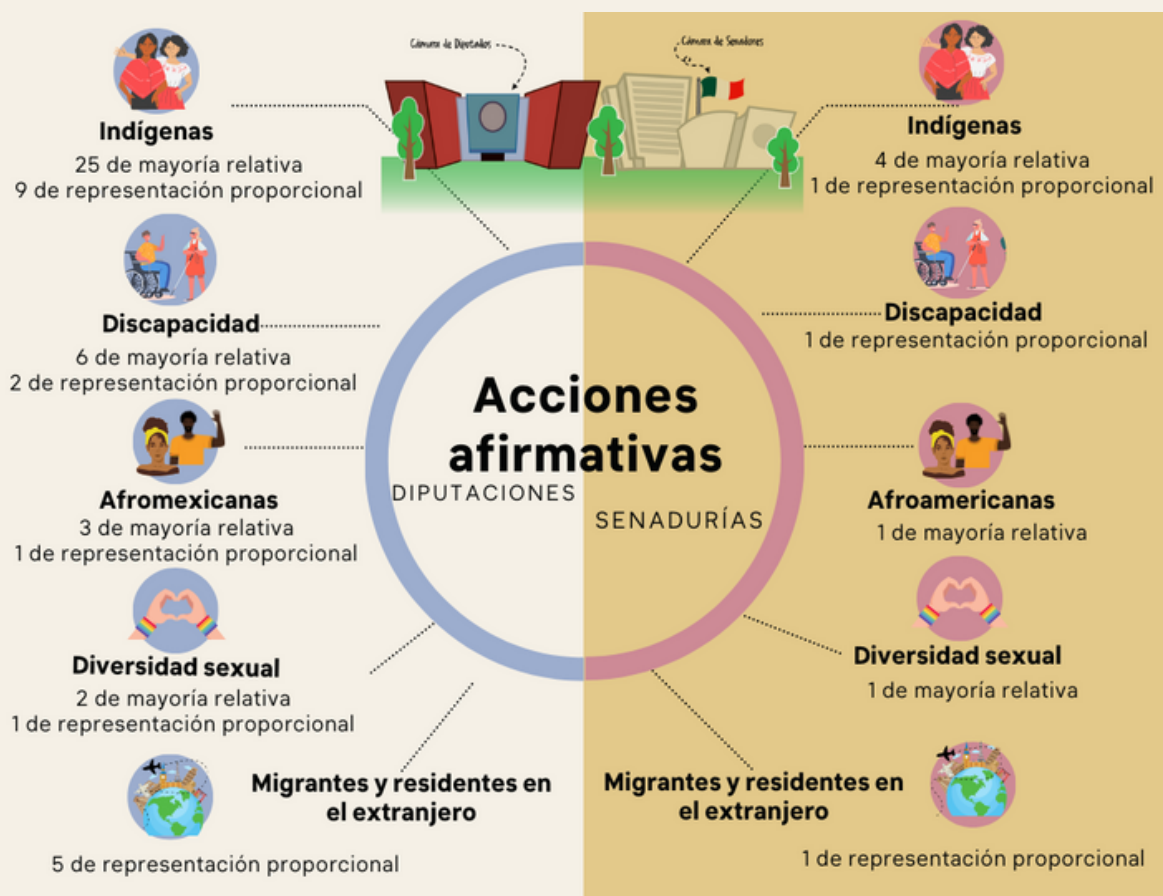 Cámara de Diputados
Cámara de Senadores
Indígenas
25 de mayoría relativa
9 de representación proporcional
Discapacidad
6 de mayoría relativa
2 de representación proporcional
Afromexicanas
3 de mayoría relativa
1 de representación proporcional
Diversidad sexual
2 de mayoría relativa
1 de representación proporcional
Migrantes y residentes en
el extranjero
5 de representación proporcional
Acciones
afirmativas
DIPUTACIONES
SENADURÍAS
Indígenas
4 de mayoría relativa
1 de representación proporcional
Discapacidad
1 de representación proporcional
Afroamericanas
1 de mayoría relativa
Diversidad sexual
1 de mayoría relativa
Migrantes y residentes en
el extranjero
1 de representación proporcional